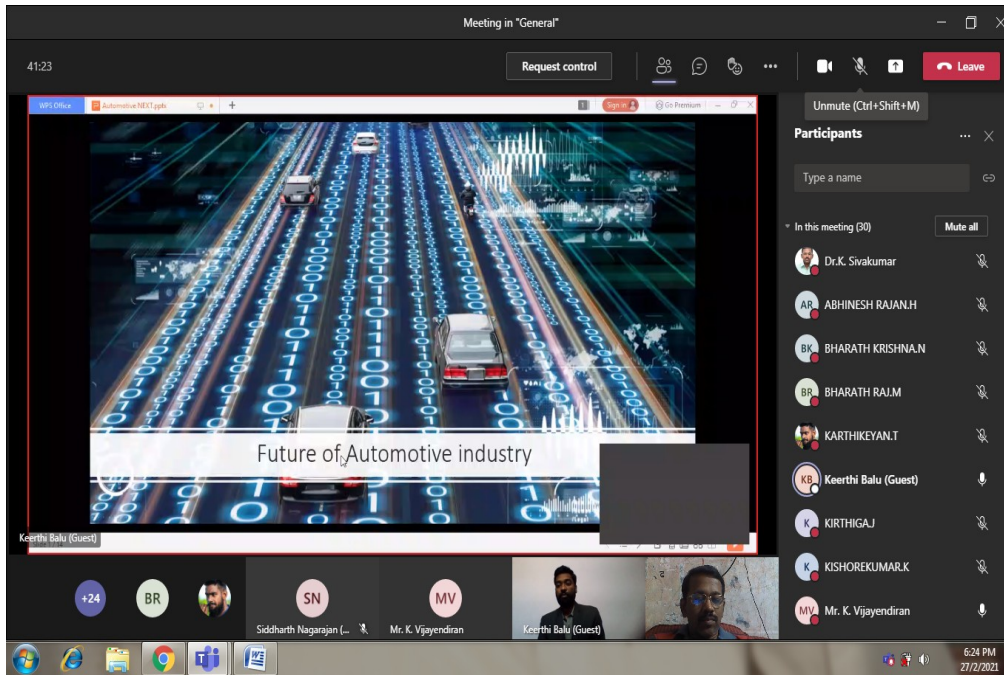 Meeting in "General"
41:23
Request control
Leave
Unmute (Ctrl+Shift+M)
WPS Office
Automotive NEXT.pptx
Sign in
Go Premium
Future of Automotive industry
Keerthi Balu (Guest)
Participants
Type a name
In this meeting (30)
Mute all
Dr.K. Sivakumar
AR
ABHINESH RAJAN.H
BK
BHARATH KRISHNA.N
BR
BHARATH RAJ.M
KARTHIKEYAN.T
KB
Keerthi Balu (Guest)
K
KIRTHIGA.J
K
KISHOREKUMAR.K
MV
Mr. K. Vijayendiran
+24
BR
SN
Siddharth Nagarajan (...
MV
Mr. K. Vijayendiran
Keerthi Balu (Guest)
6:24 PM
27/2/2021